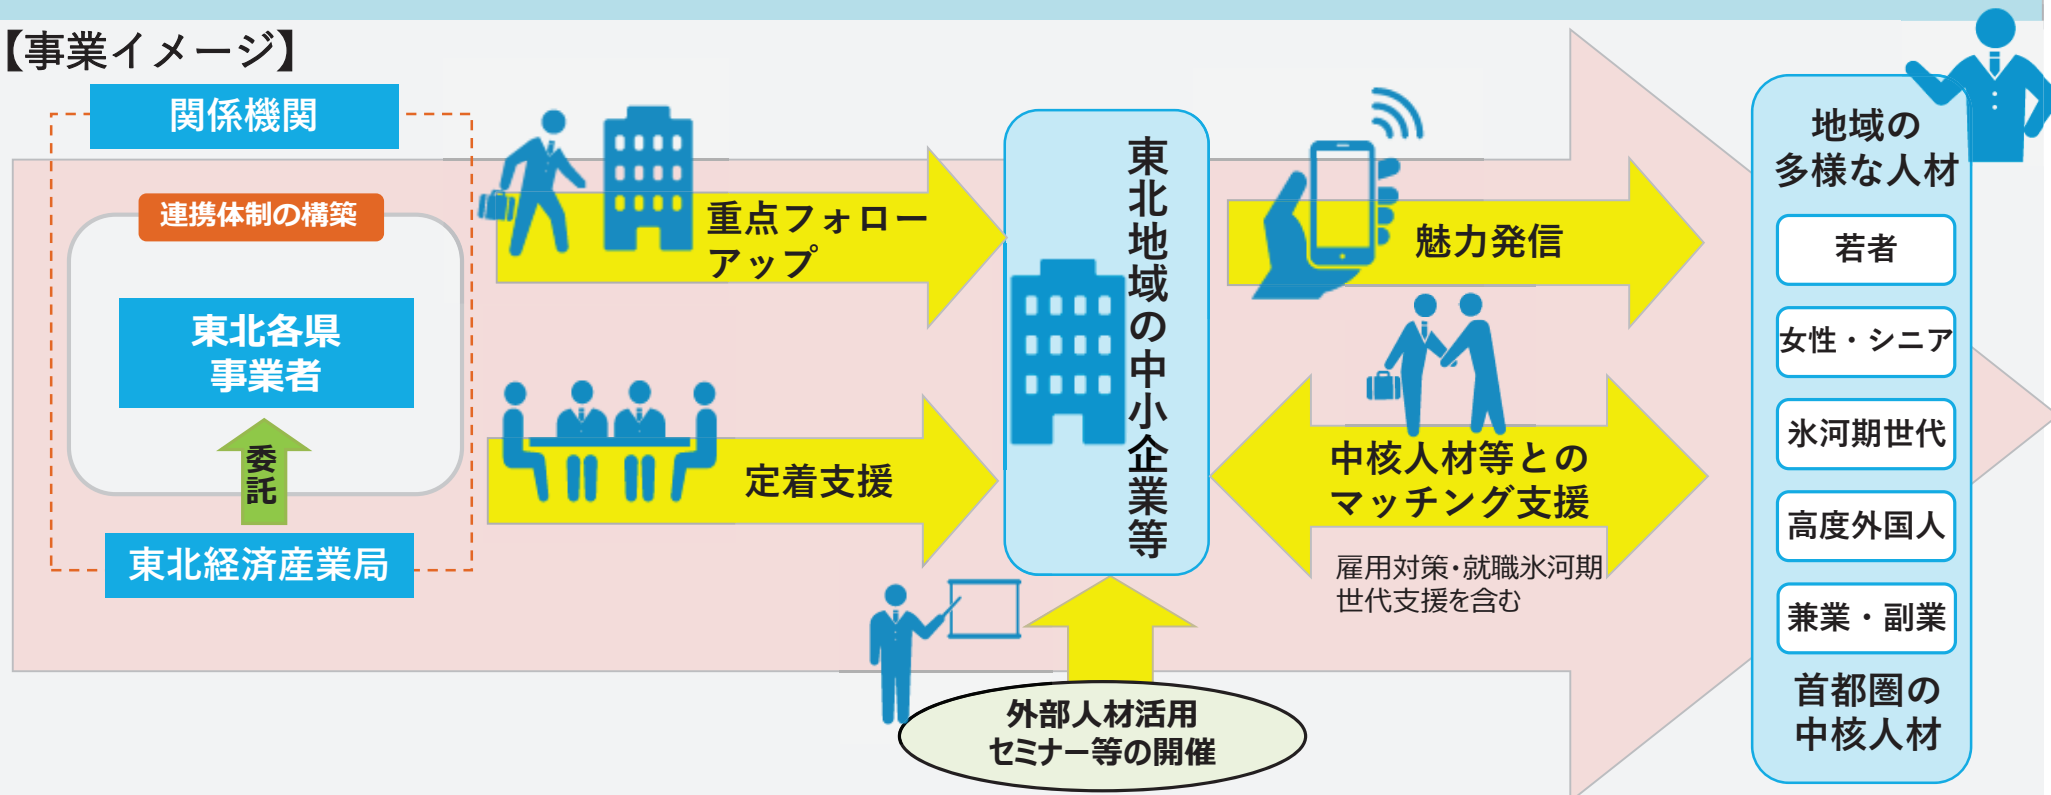 【事業イメージ】
関係機関
連携体制の構築
東北各県
事業者
委託
東北経済産業局
重点フォロー
アップ
定着支援
東北地域の中小企業等
外部人材活用
セミナー等の開催
魅力発信
中核人材等との
マッチング支援
雇用対策・就職氷河期
世代支援を含む
地域の
多様な人材
若者
女性・シニア
氷河期世代
高度外国人
兼業・副業
首都圏の
中核人材